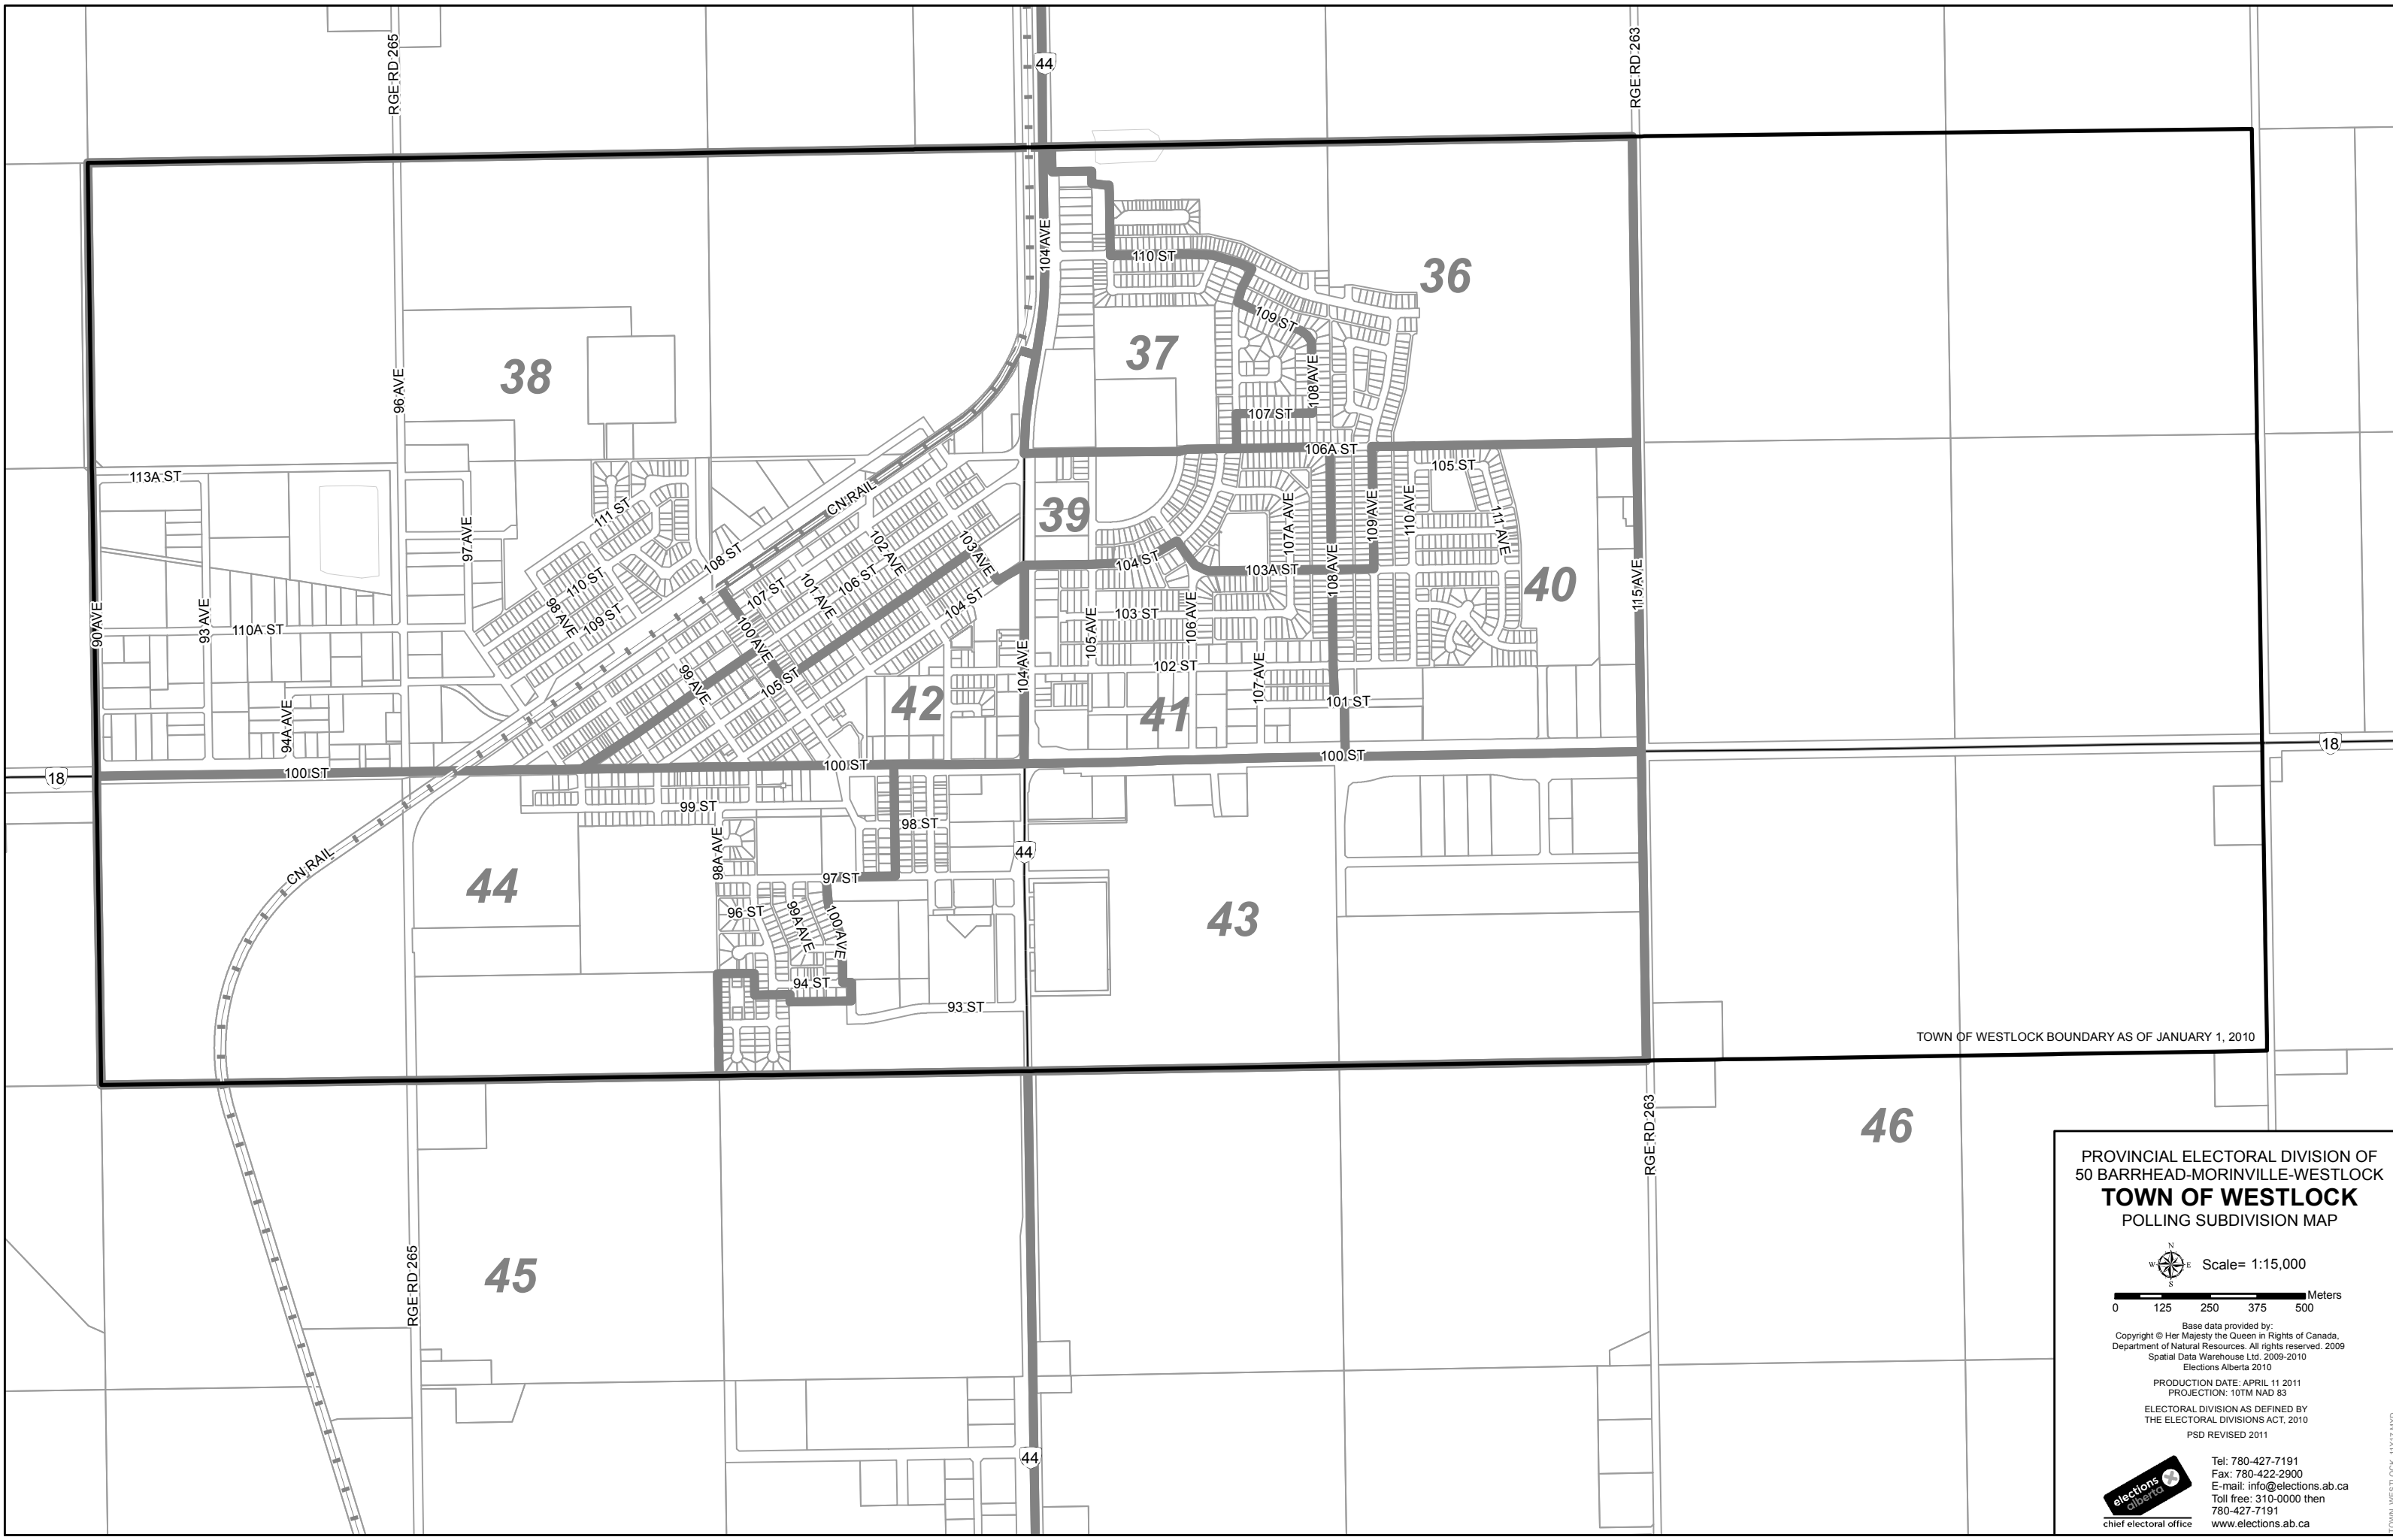 RGE RD 265
44
RGE RD 263
104 AVE
110 ST
36
109 ST
37
38
96 AVE
108 AVE
107 ST
106A ST
105 ST
113A ST
CN RAIL
111 ST
39
97 AVE
102 AVE
103 AVE
107A AVE
109 AVE
110 AVE
111 AVE
108 ST
104 ST
103A ST
108 AVE
40
110 ST
107 ST
101 AVE
106 ST
104 ST
115 AVE
90 AVE
93 AVE
110A ST
98 AVE
109 ST
100 AVE
105 AVE
103 ST
106 AVE
102 ST
107 AVE
99 AVE
105 ST
104 AVE
42
41
101 ST
94A AVE
18
100 ST
100 ST
100 ST
18
99 ST
98 ST
98A AVE
44
CN RAIL
97 ST
44
96 ST
99A AVE
100 AVE
43
94 ST
93 ST
TOWN OF WESTLOCK BOUNDARY AS OF JANUARY 1, 2010
RGE RD 263
46
RGE RD 265
45
44
PROVINCIAL ELECTORAL DIVISION OF
50 BARRHEAD-MORINVILLE-WESTLOCK
TOWN OF WESTLOCK
POLLING SUBDIVISION MAP
N
W E
S
Scale= 1:15,000
Meters
0 125 250 375 500
Base data provided by:
Copyright © Her Majesty the Queen in Rights of Canada,
Department of Natural Resources. All rights reserved. 2009
Spatial Data Warehouse Ltd. 2009-2010
Elections Alberta 2010
PRODUCTION DATE: APRIL 11 2011
PROJECTION: 10TM NAD 83
ELECTORAL DIVISION AS DEFINED BY
THE ELECTORAL DIVISIONS ACT, 2010
PSD REVISED 2011
elections
alberta
chief electoral office
Tel: 780-427-7191
Fax: 780-422-2900
E-mail: info@elections.ab.ca
Toll free: 310-0000 then
780-427-7191
www.elections.ab.ca